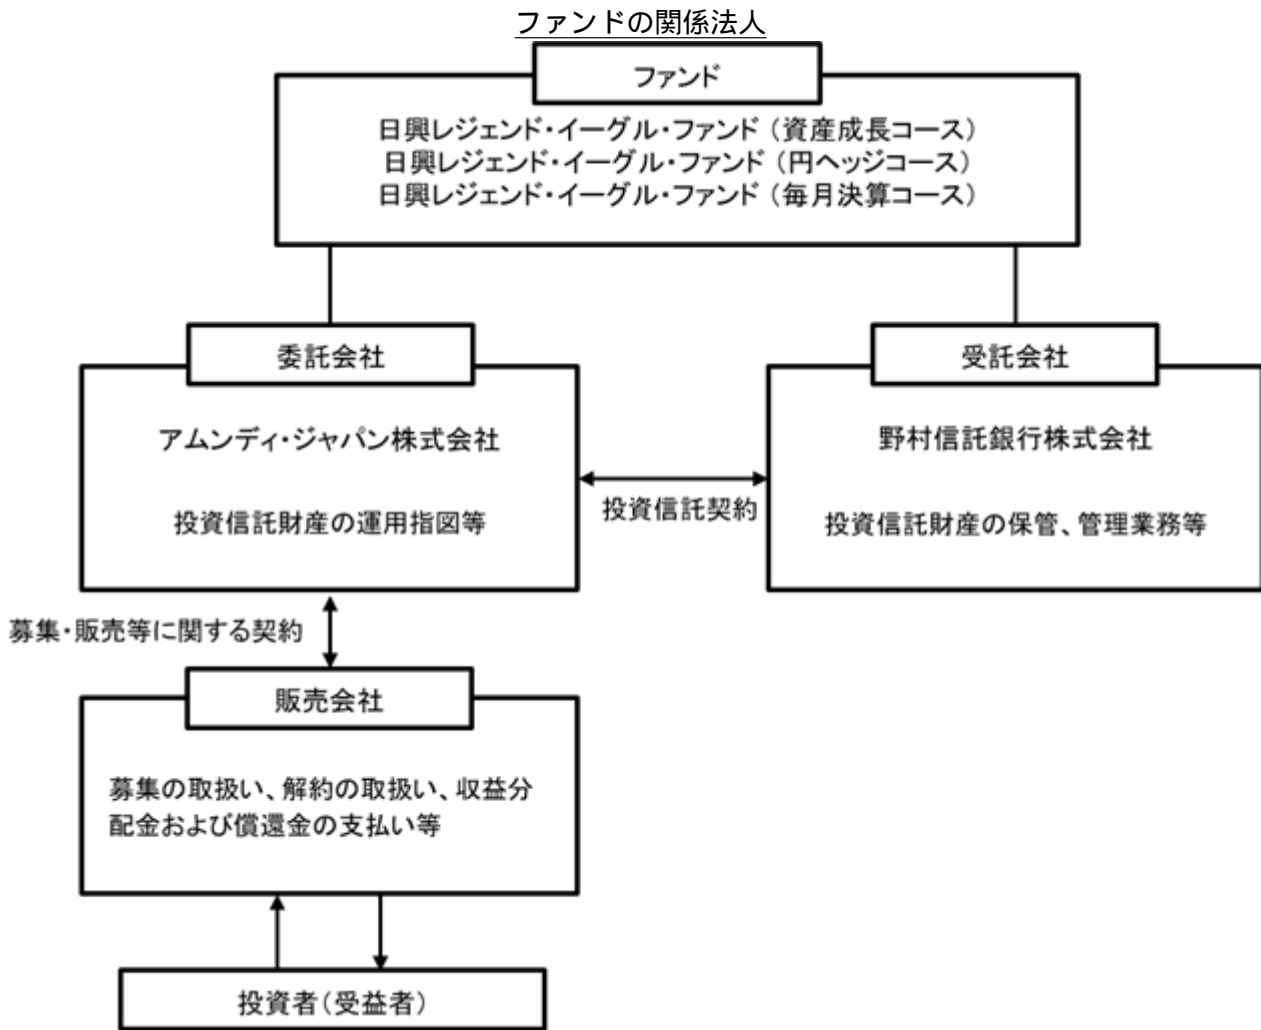 ファンドの関係法人
ファンド
日興レジェンド・イーグル・ファンド（資産成長コース）
日興レジェンド・イーグル・ファンド（円ヘッジコース）
日興レジェンド・イーグル・ファンド（毎月決算コース）
委託会社
アムンディ・ジャパン株式会社
投資信託財産の運用指図等
投資信託契約
受託会社
野村信託銀行株式会社
投資信託財産の保管、管理業務等
募集・販売等に関する契約
販売会社
募集の取扱い、解約の取扱い、収益分
配金および償還金の支払い等
投資者（受益者）